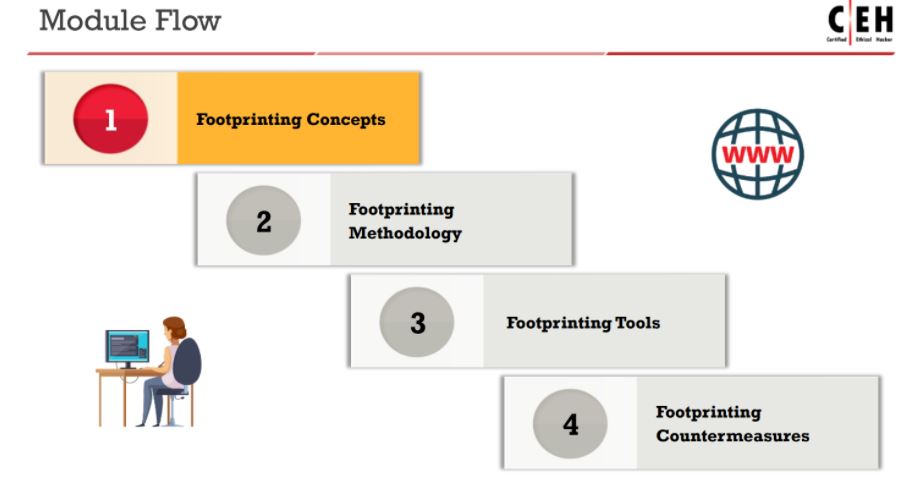 Module Flow
C|EH
Certified Ethical Hacker
1
Footprinting Concepts
WWW
2
Footprinting
Methodology
3
Footprinting Tools
4
Footprinting
Countermeasures